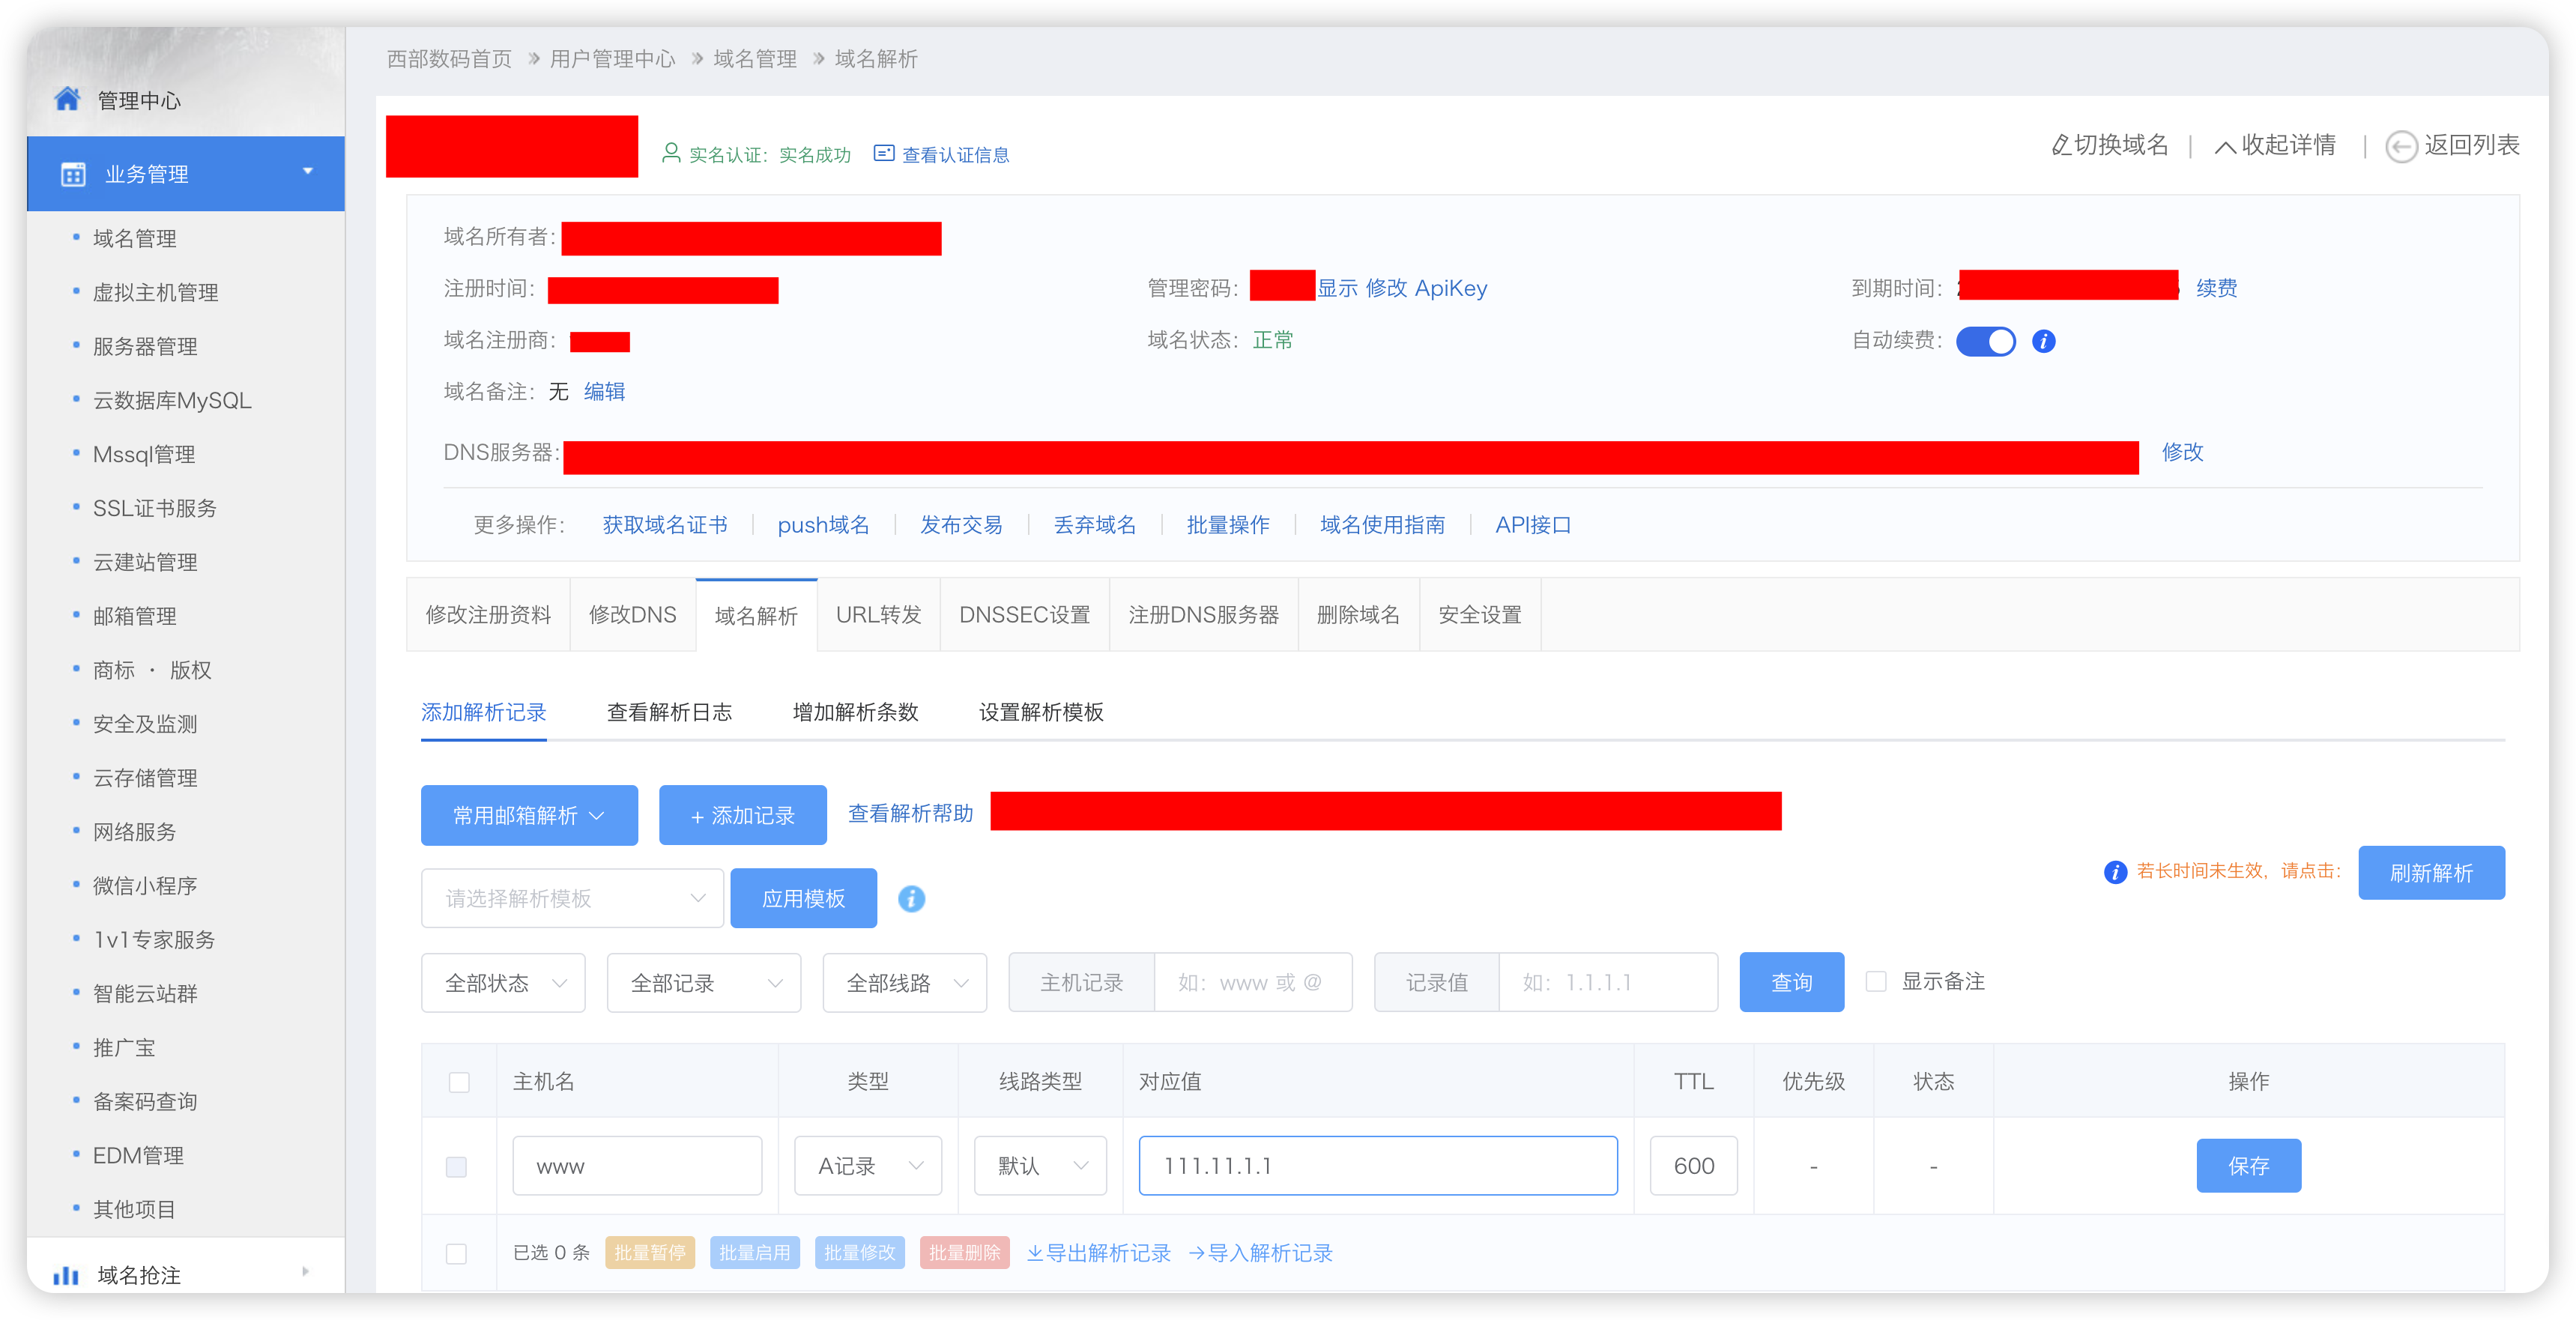 西部数码首页 » 用户管理中心 » 域名管理 » 域名解析
管理中心
业务管理
域名管理
虚拟主机管理
服务器管理
云数据库MySQL
Mssql管理
SSL证书服务
云建站管理
邮箱管理
商标 · 版权
安全及监测
云存储管理
网络服务
微信小程序
1v1专家服务
智能云站群
推广宝
备案码查询
EDM管理
其他项目
域名抢注
实名认证：实名成功 查看认证信息
切换域名 | 收起详情 | 返回列表
域名所有者：
注册时间： 管理密码： 显示 修改 ApiKey 到期时间： 续费
域名注册商： 域名状态：正常 自动续费：
域名备注：无 编辑
DNS服务器： 修改
更多操作： 获取域名证书 | push域名 | 发布交易 | 丢弃域名 | 批量操作 | 域名使用指南 | API接口
修改注册资料 修改DNS 域名解析 URL转发 DNSSEC设置 注册DNS服务器 删除域名 安全设置
添加解析记录 查看解析日志 增加解析条数 设置解析模板
常用邮箱解析 + 添加记录 查看解析帮助
若长时间未生效，请点击： 刷新解析
请选择解析模板 应用模板
全部状态 全部记录 全部线路 主机记录 如：www 或 @ 记录值 如：1.1.1.1 查询 显示备注
主机名 类型 线路类型 对应值 TTL 优先级 状态 操作
www A记录 默认 111.11.1.1 600 - - 保存
已选 0 条 批量暂停 批量启用 批量修改 批量删除 导出解析记录 导入解析记录